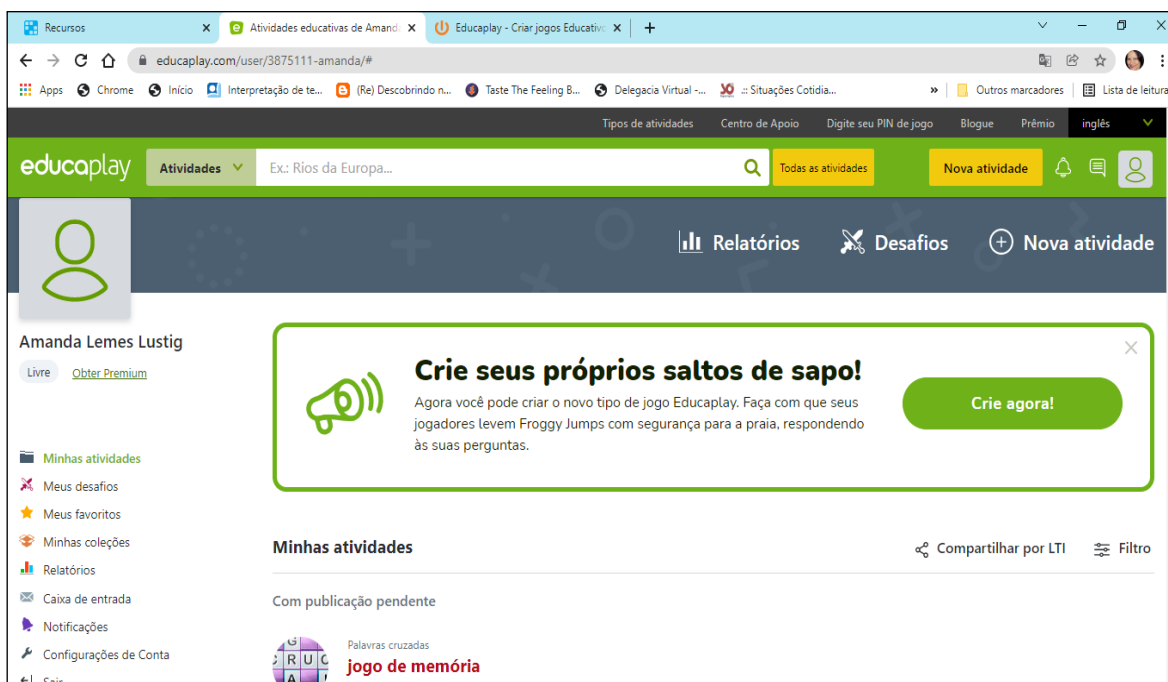 Recursos
Atividades educativas de Amanda
Educaplay - Criar jogos Educativo
educaplay.com/user/3875111-amanda/#
Apps Chrome Início Interpretação de te... (Re) Descobrindo n... Taste The Feeling B... Delegacia Virtual -... .:: Situações Cotidia... » Outros marcadores Lista de leitura
Tipos de atividades Centro de Apoio Digite seu PIN de jogo Blogue Prêmio inglês
educaplay Atividades Ex.: Rios da Europa... Todas as atividades Nova atividade
Relatórios Desafios Nova atividade
Amanda Lemes Lustig
Livre Obter Premium
Crie seus próprios saltos de sapo!
Agora você pode criar o novo tipo de jogo Educaplay. Faça com que seus
jogadores levem Froggy Jumps com segurança para a praia, respondendo
às suas perguntas.
Crie agora!
Minhas atividades
Meus desafios
Meus favoritos
Minhas coleções
Relatórios
Caixa de entrada
Notificações
Configurações de Conta
Sair
Minhas atividades
Compartilhar por LTI Filtro
Com publicação pendente
Palavras cruzadas
jogo de memória